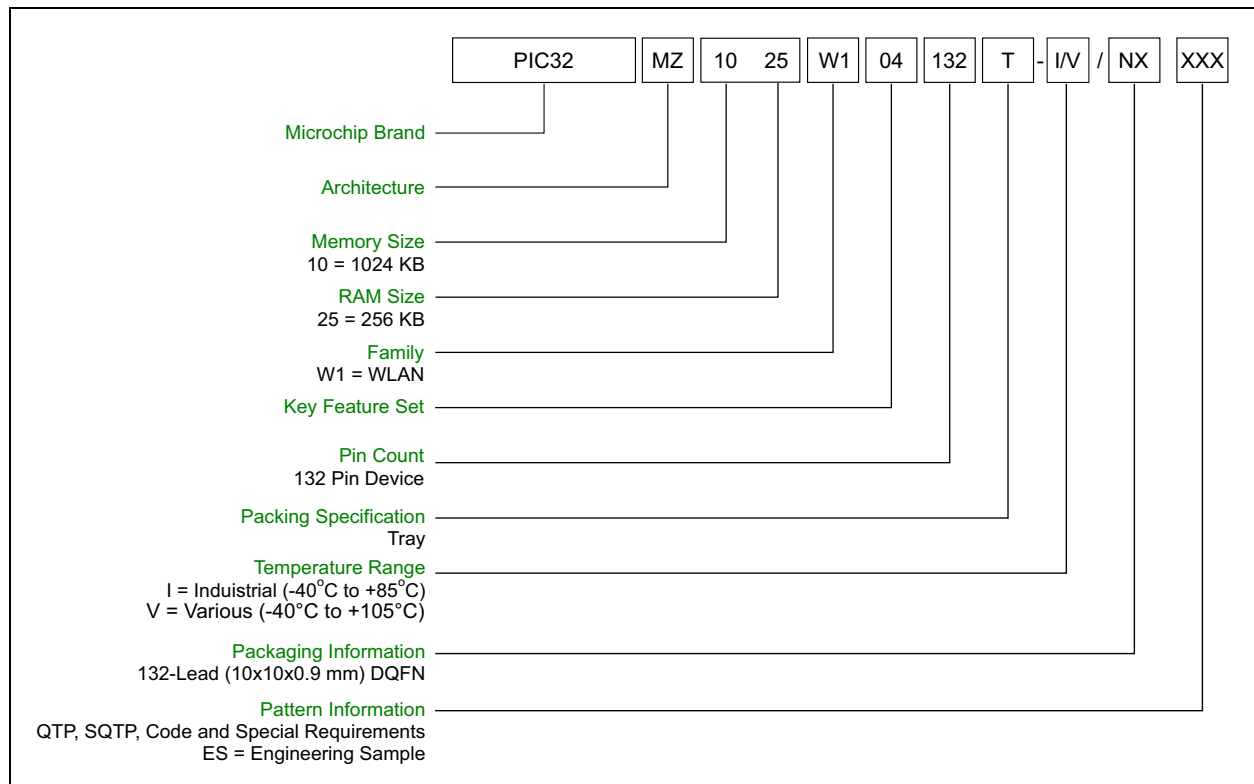 PIC32 MZ 10 25 W1 04 132 T - I/V / NX XXX
Microchip Brand
Architecture
Memory Size
10 = 1024 KB
RAM Size
25 = 256 KB
Family
W1 = WLAN
Key Feature Set
Pin Count
132 Pin Device
Packing Specification
Tray
Temperature Range
I = Induistrial (-40°C to +85°C)
V = Various (-40°C to +105°C)
Packaging Information
132-Lead (10x10x0.9 mm) DQFN
Pattern Information
QTP, SQTP, Code and Special Requirements
ES = Engineering Sample